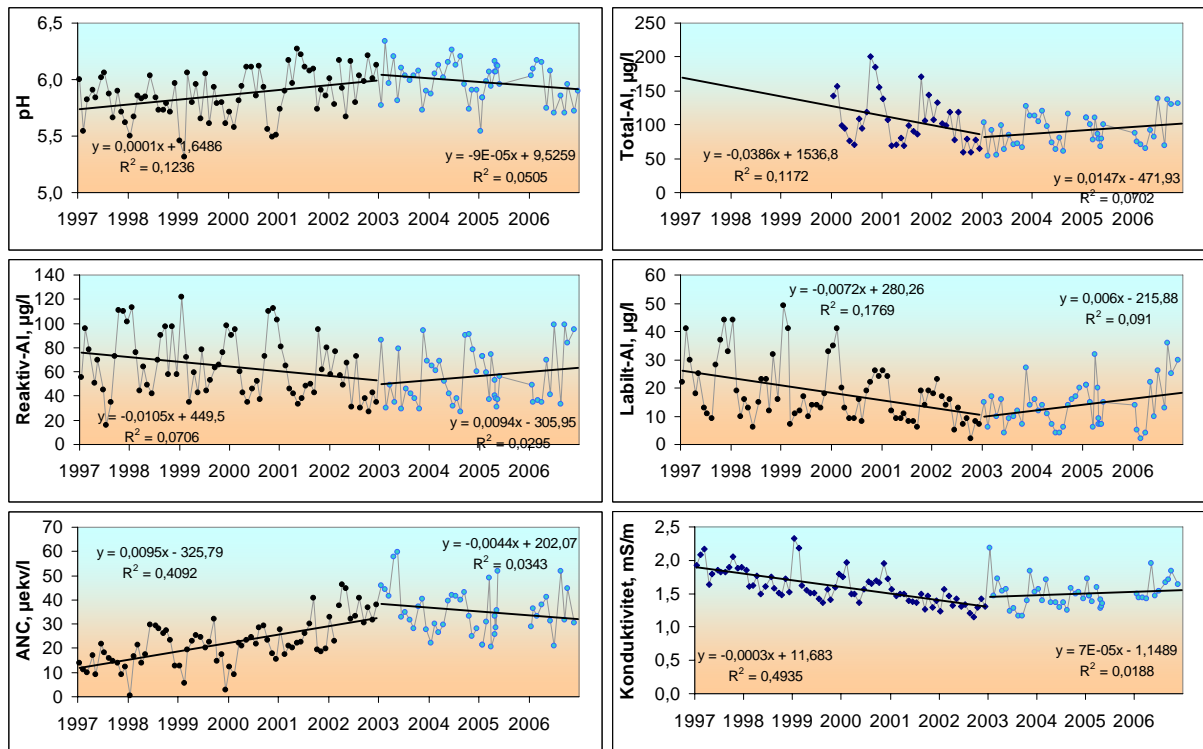 pH
6,5
6,0
5,5
5,0
y = 0,0001x + 1,6486
R² = 0,1236
y = -9E-05x + 9,5259
R² = 0,0505
1997 1998 1999 2000 2001 2002 2003 2004 2005 2006
Total-Al, µg/l
250
200
150
100
50
0
y = -0,0386x + 1536,8
R² = 0,1172
y = 0,0147x - 471,93
R² = 0,0702
1997 1998 1999 2000 2001 2002 2003 2004 2005 2006
Reaktiv-Al, µg/l
140
120
100
80
60
40
20
0
y = -0,0105x + 449,5
R² = 0,0706
y = 0,0094x - 305,95
R² = 0,0295
1997 1998 1999 2000 2001 2002 2003 2004 2005 2006
Labilt-Al, µg/l
60
50
40
30
20
10
0
y = -0,0072x + 280,26
R² = 0,1769
y = 0,006x - 215,88
R² = 0,091
1997 1998 1999 2000 2001 2002 2003 2004 2005 2006
ANC, µekv/l
70
60
50
40
30
20
10
0
y = 0,0095x - 325,79
R² = 0,4092
y = -0,0044x + 202,07
R² = 0,0343
1997 1998 1999 2000 2001 2002 2003 2004 2005 2006
Konduktivitet, mS/m
2,5
2,0
1,5
1,0
0,5
0,0
y = -0,0003x + 11,683
R² = 0,4935
y = 7E-05x - 1,1489
R² = 0,0188
1997 1998 1999 2000 2001 2002 2003 2004 2005 2006